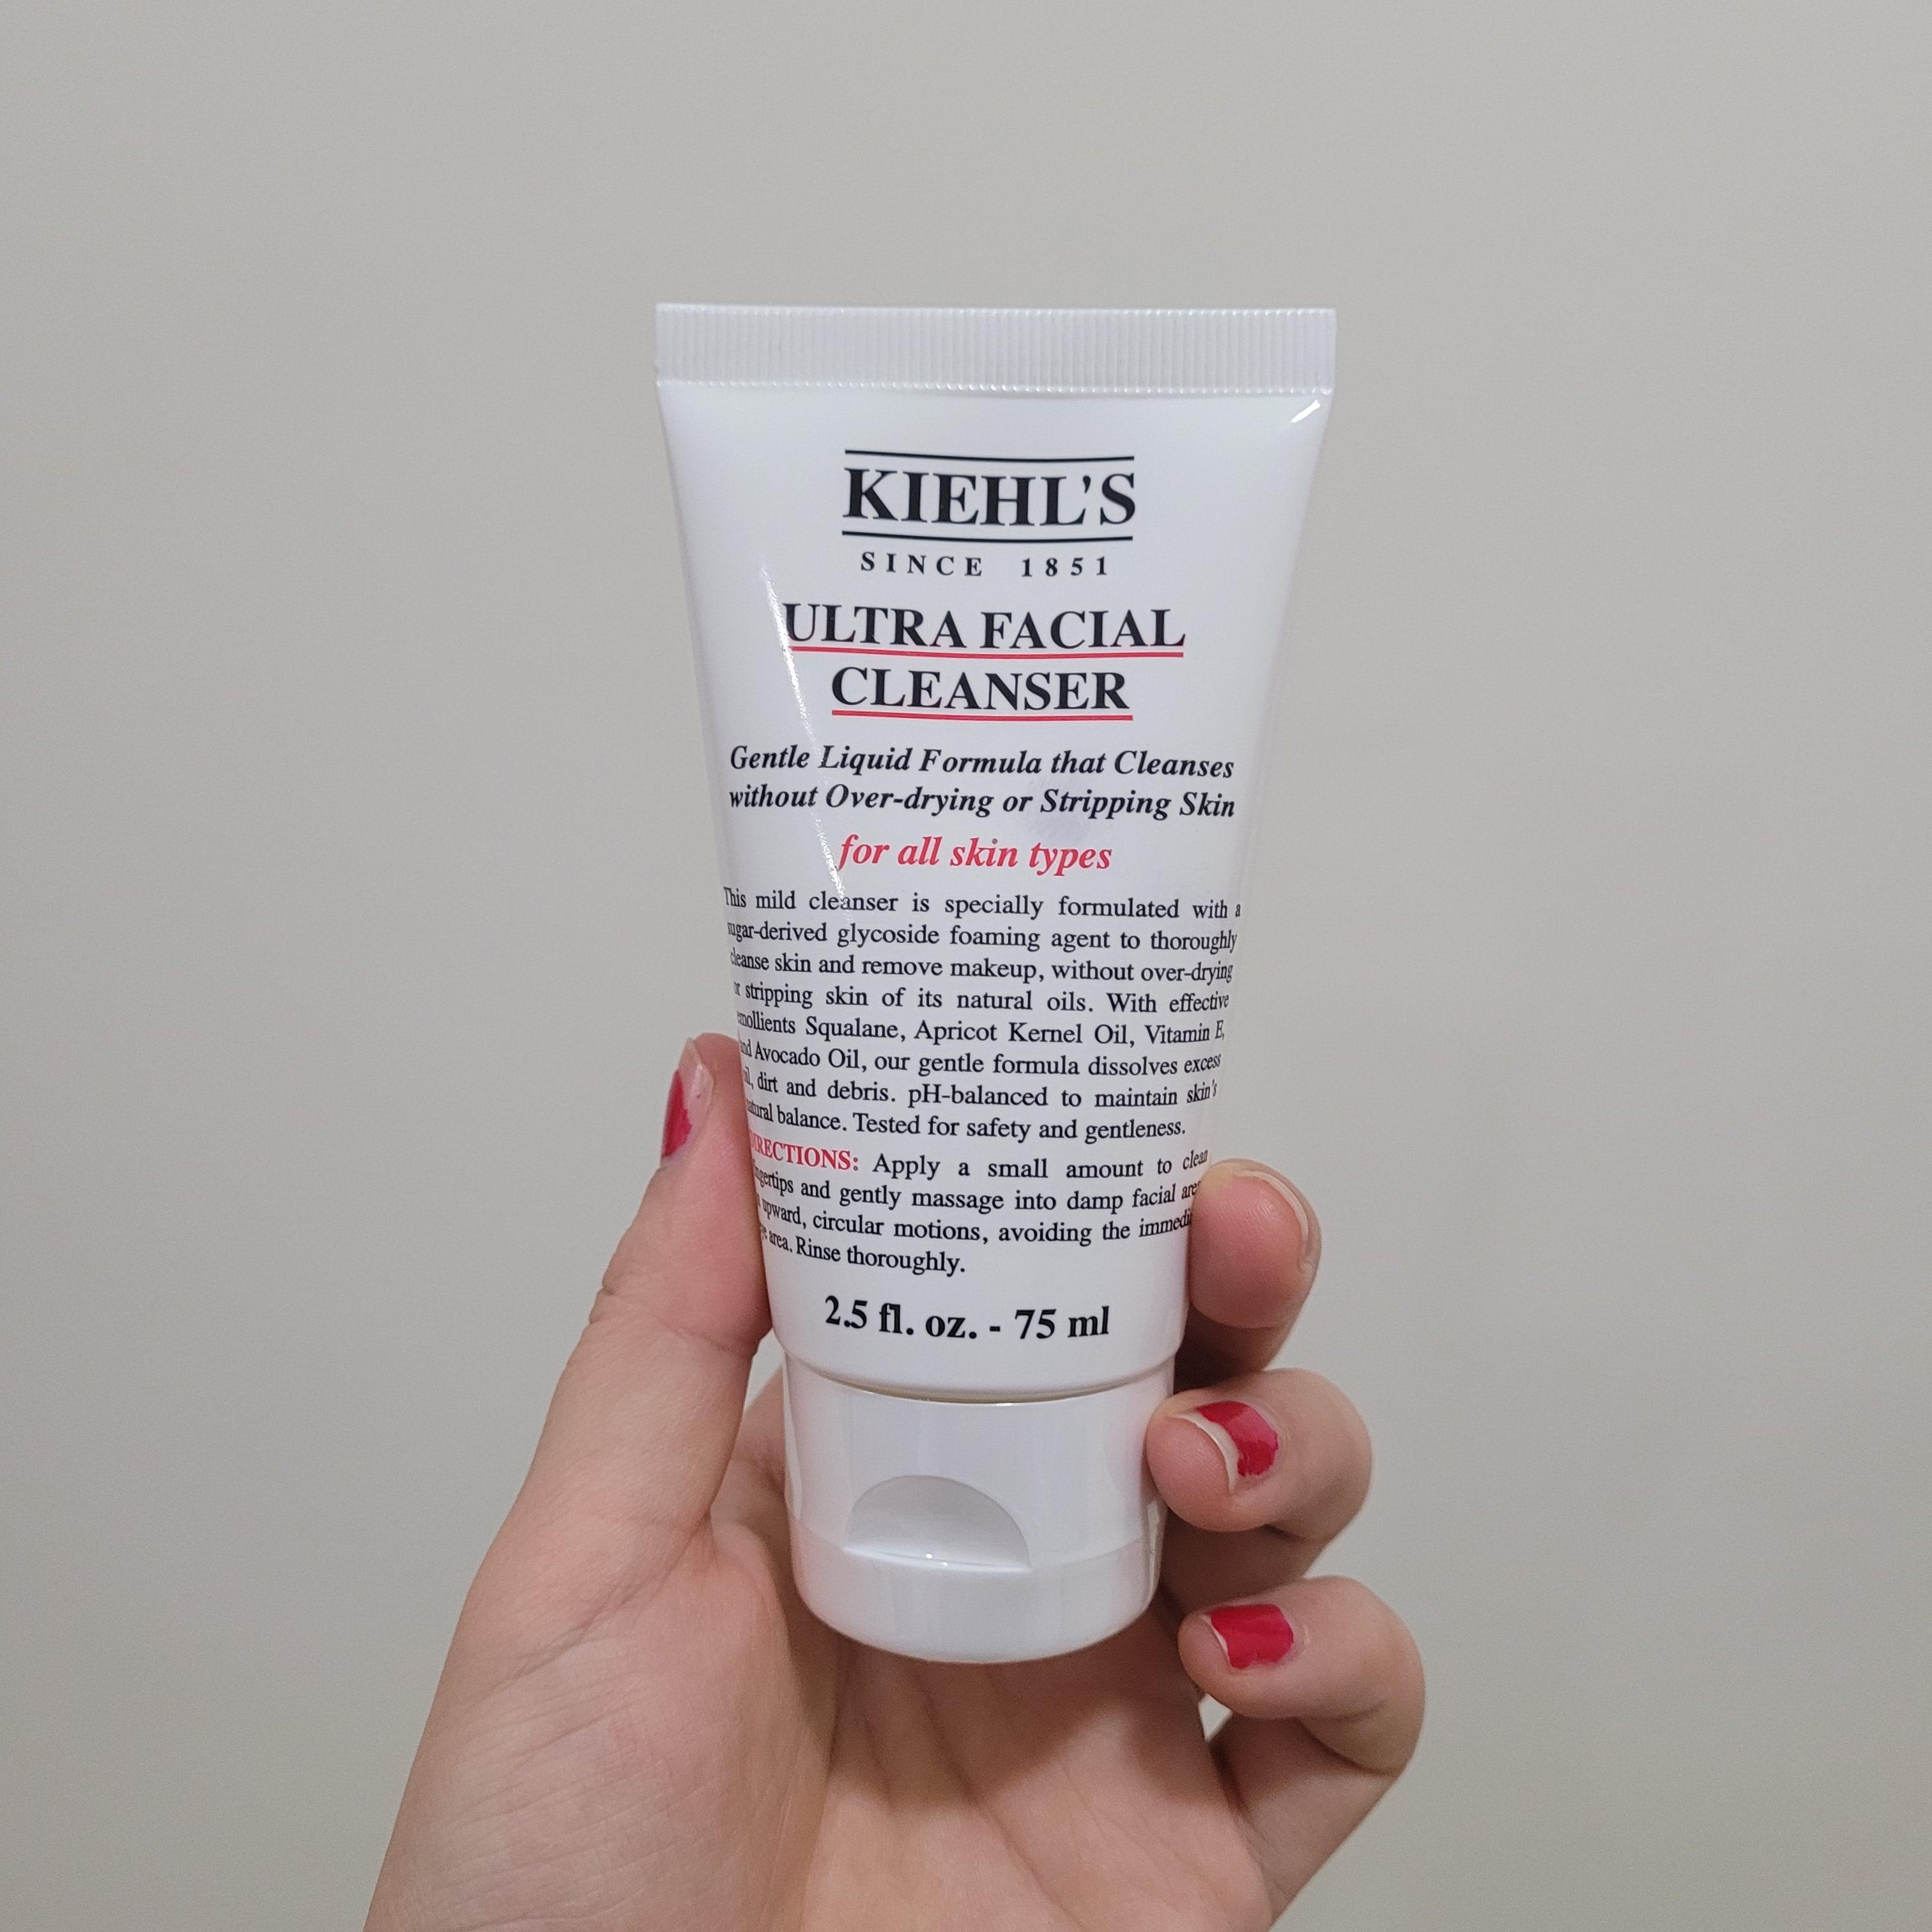 KIEHL'S
SINCE 1851
ULTRA FACIAL
CLEANSER
Gentle Liquid Formula that Cleanses
without Over-drying or Stripping Skin
for all skin types
This mild cleanser is specially formulated with a
sugar-derived glycoside foaming agent to thoroughly
cleanse skin and remove makeup, without over-drying
or stripping skin of its natural oils. With effective
emollients Squalane, Apricot Kernel Oil, Vitamin E,
and Avocado Oil, our gentle formula dissolves excess
oil, dirt and debris. pH-balanced to maintain skin's
natural balance. Tested for safety and gentleness.
DIRECTIONS: Apply a small amount to clean
fingertips and gently massage into damp facial area
upward, circular motions, avoiding the
eye area. Rinse thoroughly.
2.5 fl. oz. - 75 ml